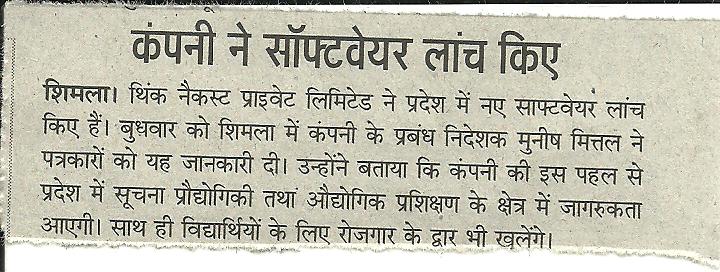 कंपनी ने सॉफ्टवेयर लांच किए
शिमला। थिंक नैकस्ट प्राइवेट लिमिटेड ने प्रदेश में नए साफ्टवेयर लांच
किए हैं। बुधवार को शिमला में कंपनी के प्रबंध निदेशक मुनीष मित्तल ने
पत्रकारों को यह जानकारी दी। उन्होंने बताया कि कंपनी की इस पहल से
प्रदेश में सूचना प्रौद्योगिकी तथा औद्योगिक प्रशिक्षण के क्षेत्र में जागरुकता
आएगी। साथ ही विद्यार्थियों के लिए रोजगार के द्वार भी खुलेंगे।